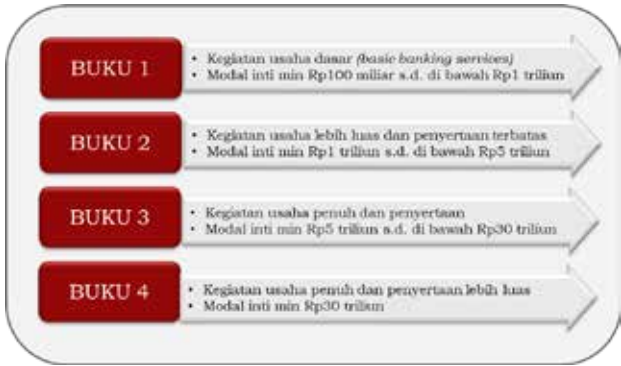 BUKU 1
• Kegiatan usaha dasar (basic banking services)
• Modal inti min Rp100 miliar s.d. di bawah Rp1 triliun
BUKU 2
• Kegiatan usaha lebih luas dan penyertaan terbatas
• Modal inti min Rp1 triliun s.d. di bawah Rp5 triliun
BUKU 3
• Kegiatan usaha penuh dan penyertaan
• Modal inti min Rp5 triliun s.d. di bawah Rp30 triliun
BUKU 4
• Kegiatan usaha penuh dan penyertaan lebih luas
• Modal inti min Rp30 triliun